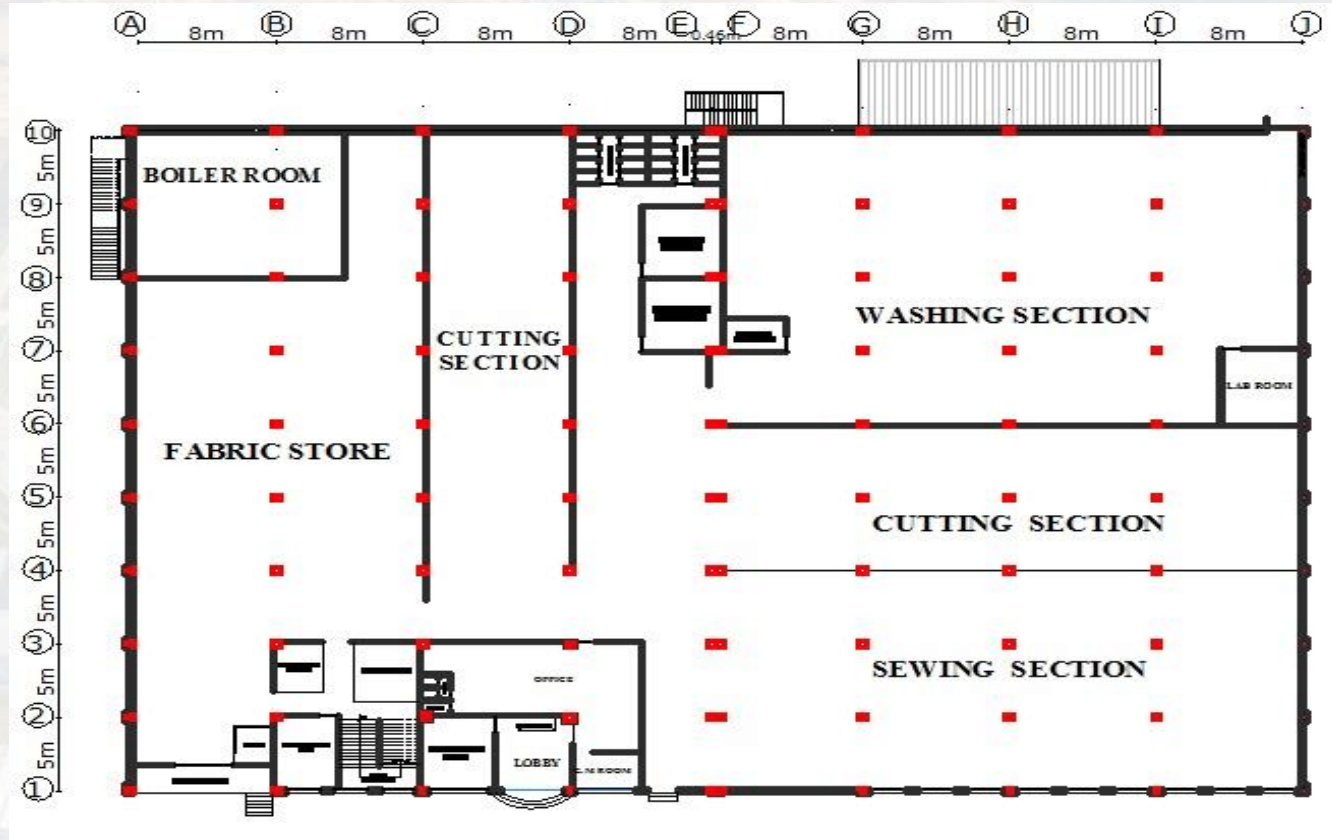 A B C D E F G H I J
8m 8m 8m 8m 0.46m 8m 8m 8m 8m
10
5m
9
5m
8
5m
7
5m
6
5m
5
5m
4
5m
3
5m
2
5m
1
BOILER ROOM
CUTTING
SECTION
WASHING SECTION
LAB ROOM
FABRIC STORE
CUTTING SECTION
SEWING SECTION
OFFICE
LOBBY
ROOM